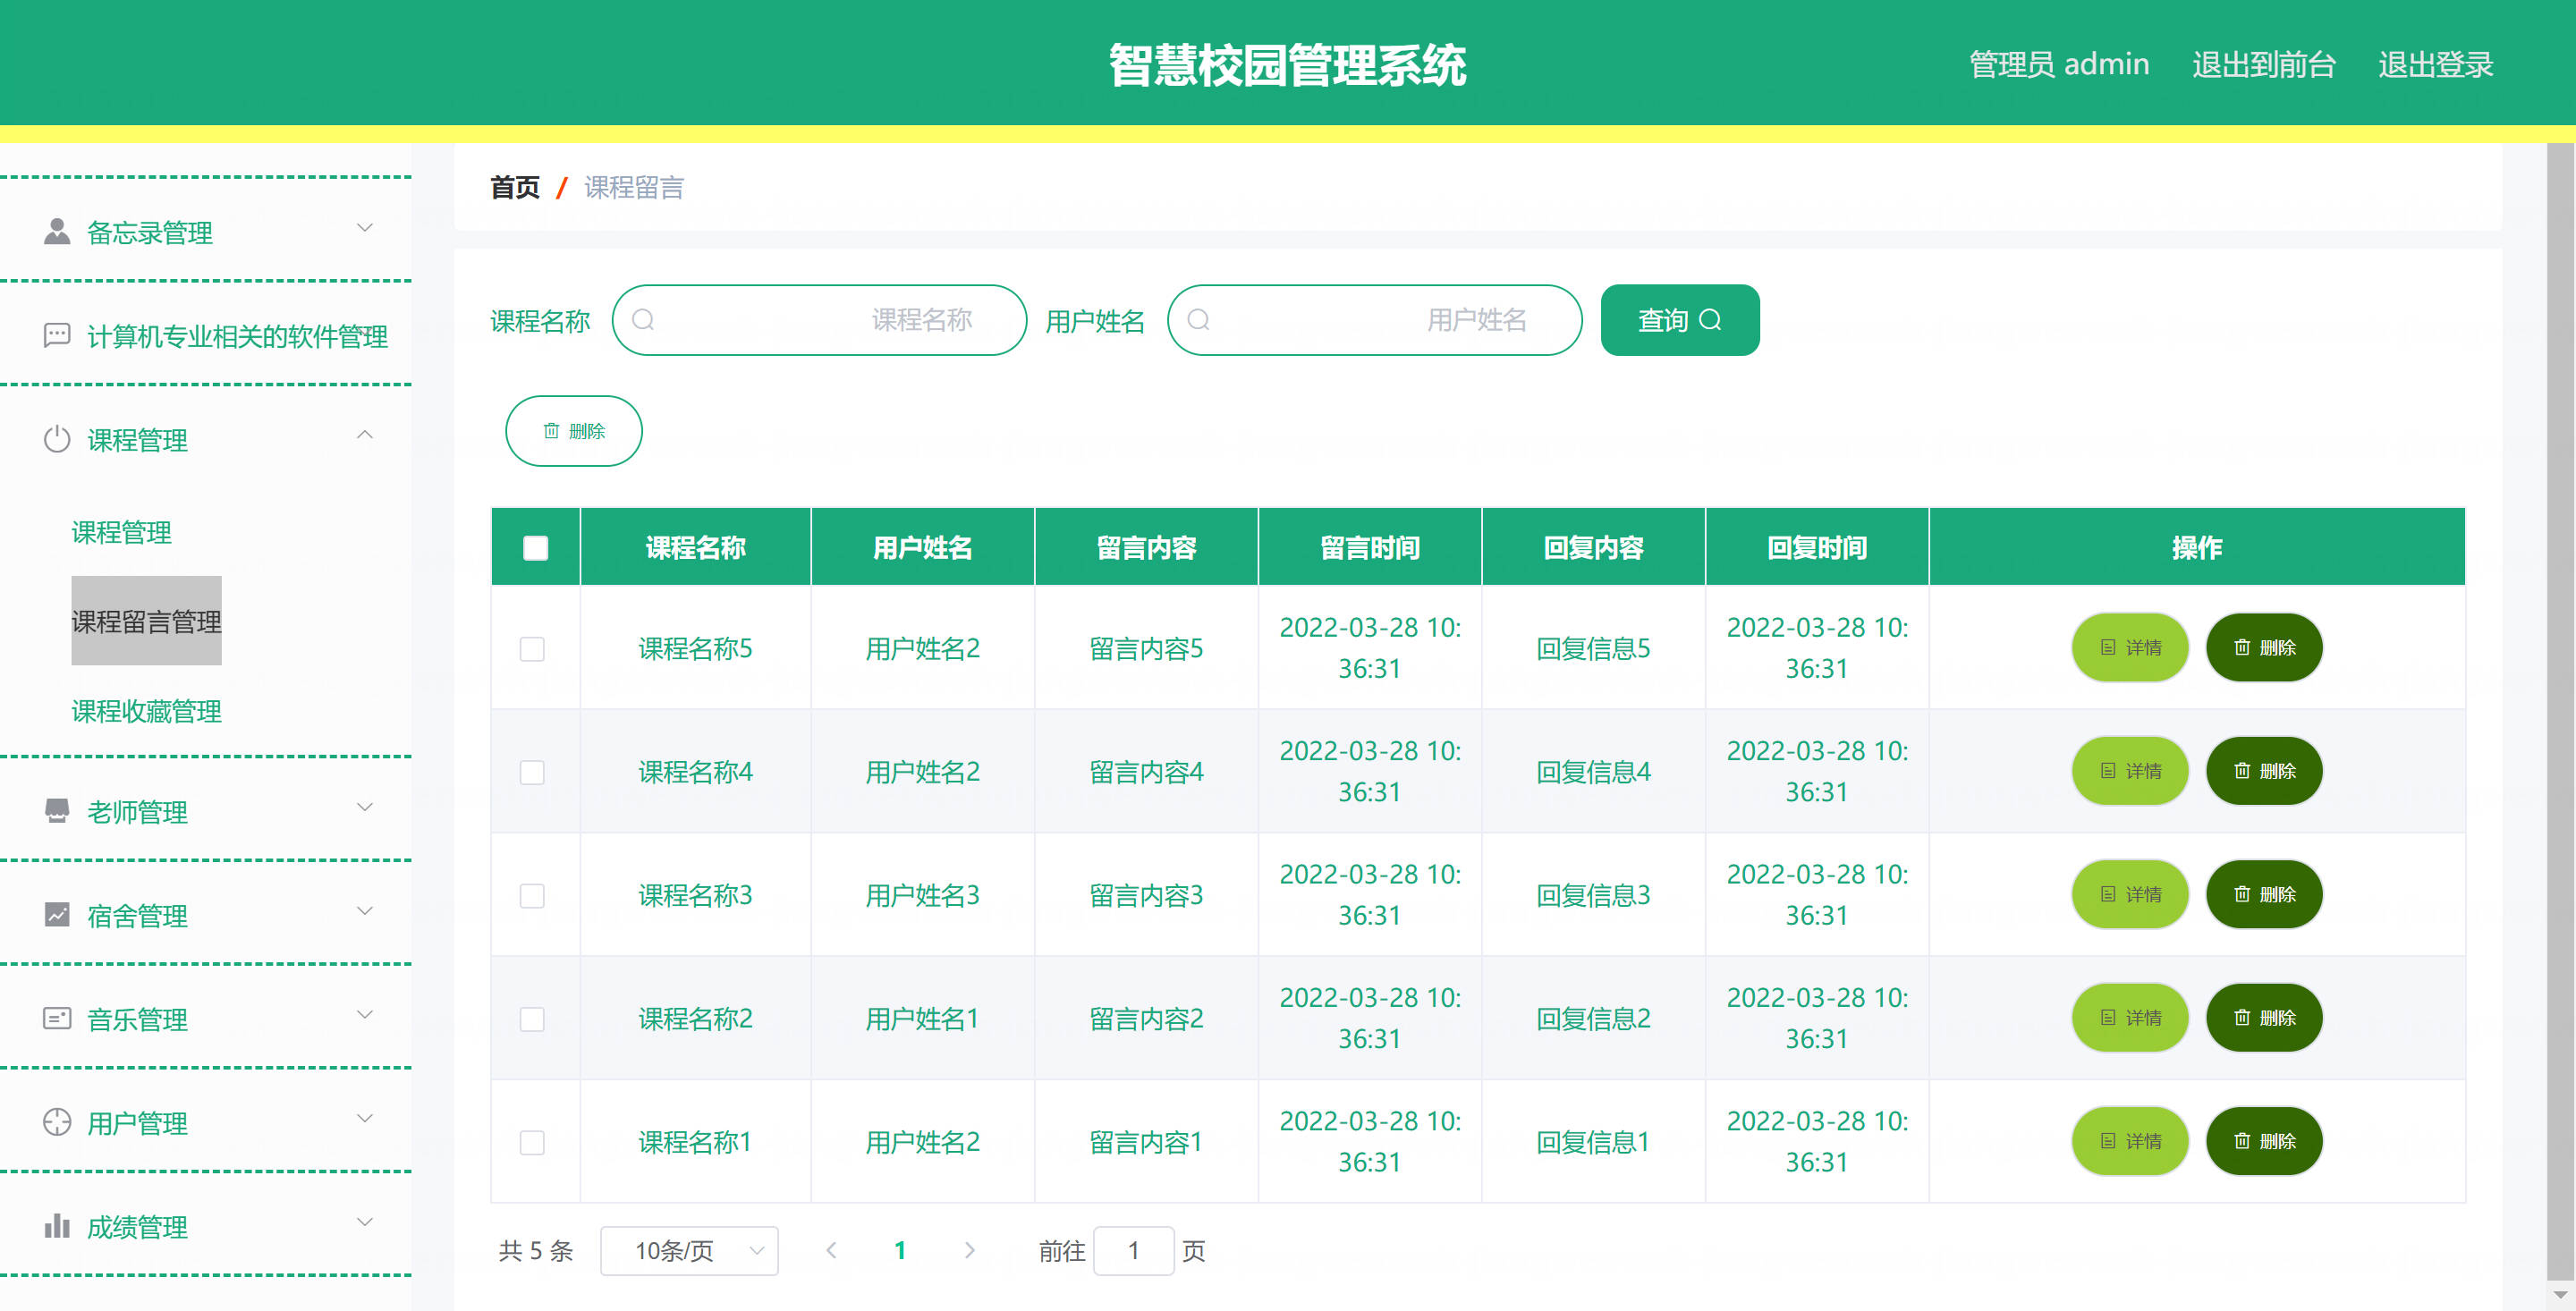 智慧校园管理系统
管理员 admin 退出到前台 退出登录
首页 / 课程留言
备忘录管理
计算机专业相关的软件管理
课程管理
课程管理
课程留言管理
课程收藏管理
老师管理
宿舍管理
音乐管理
用户管理
成绩管理
课程名称 课程名称 用户姓名 用户姓名 查询
删除
课程名称 用户姓名 留言内容 留言时间 回复内容 回复时间 操作
课程名称5 用户姓名2 留言内容5 2022-03-28 10:36:31 回复信息5 2022-03-28 10:36:31 详情 删除
课程名称4 用户姓名2 留言内容4 2022-03-28 10:36:31 回复信息4 2022-03-28 10:36:31 详情 删除
课程名称3 用户姓名3 留言内容3 2022-03-28 10:36:31 回复信息3 2022-03-28 10:36:31 详情 删除
课程名称2 用户姓名1 留言内容2 2022-03-28 10:36:31 回复信息2 2022-03-28 10:36:31 详情 删除
课程名称1 用户姓名2 留言内容1 2022-03-28 10:36:31 回复信息1 2022-03-28 10:36:31 详情 删除
共 5 条 10条/页 1 前往 1 页